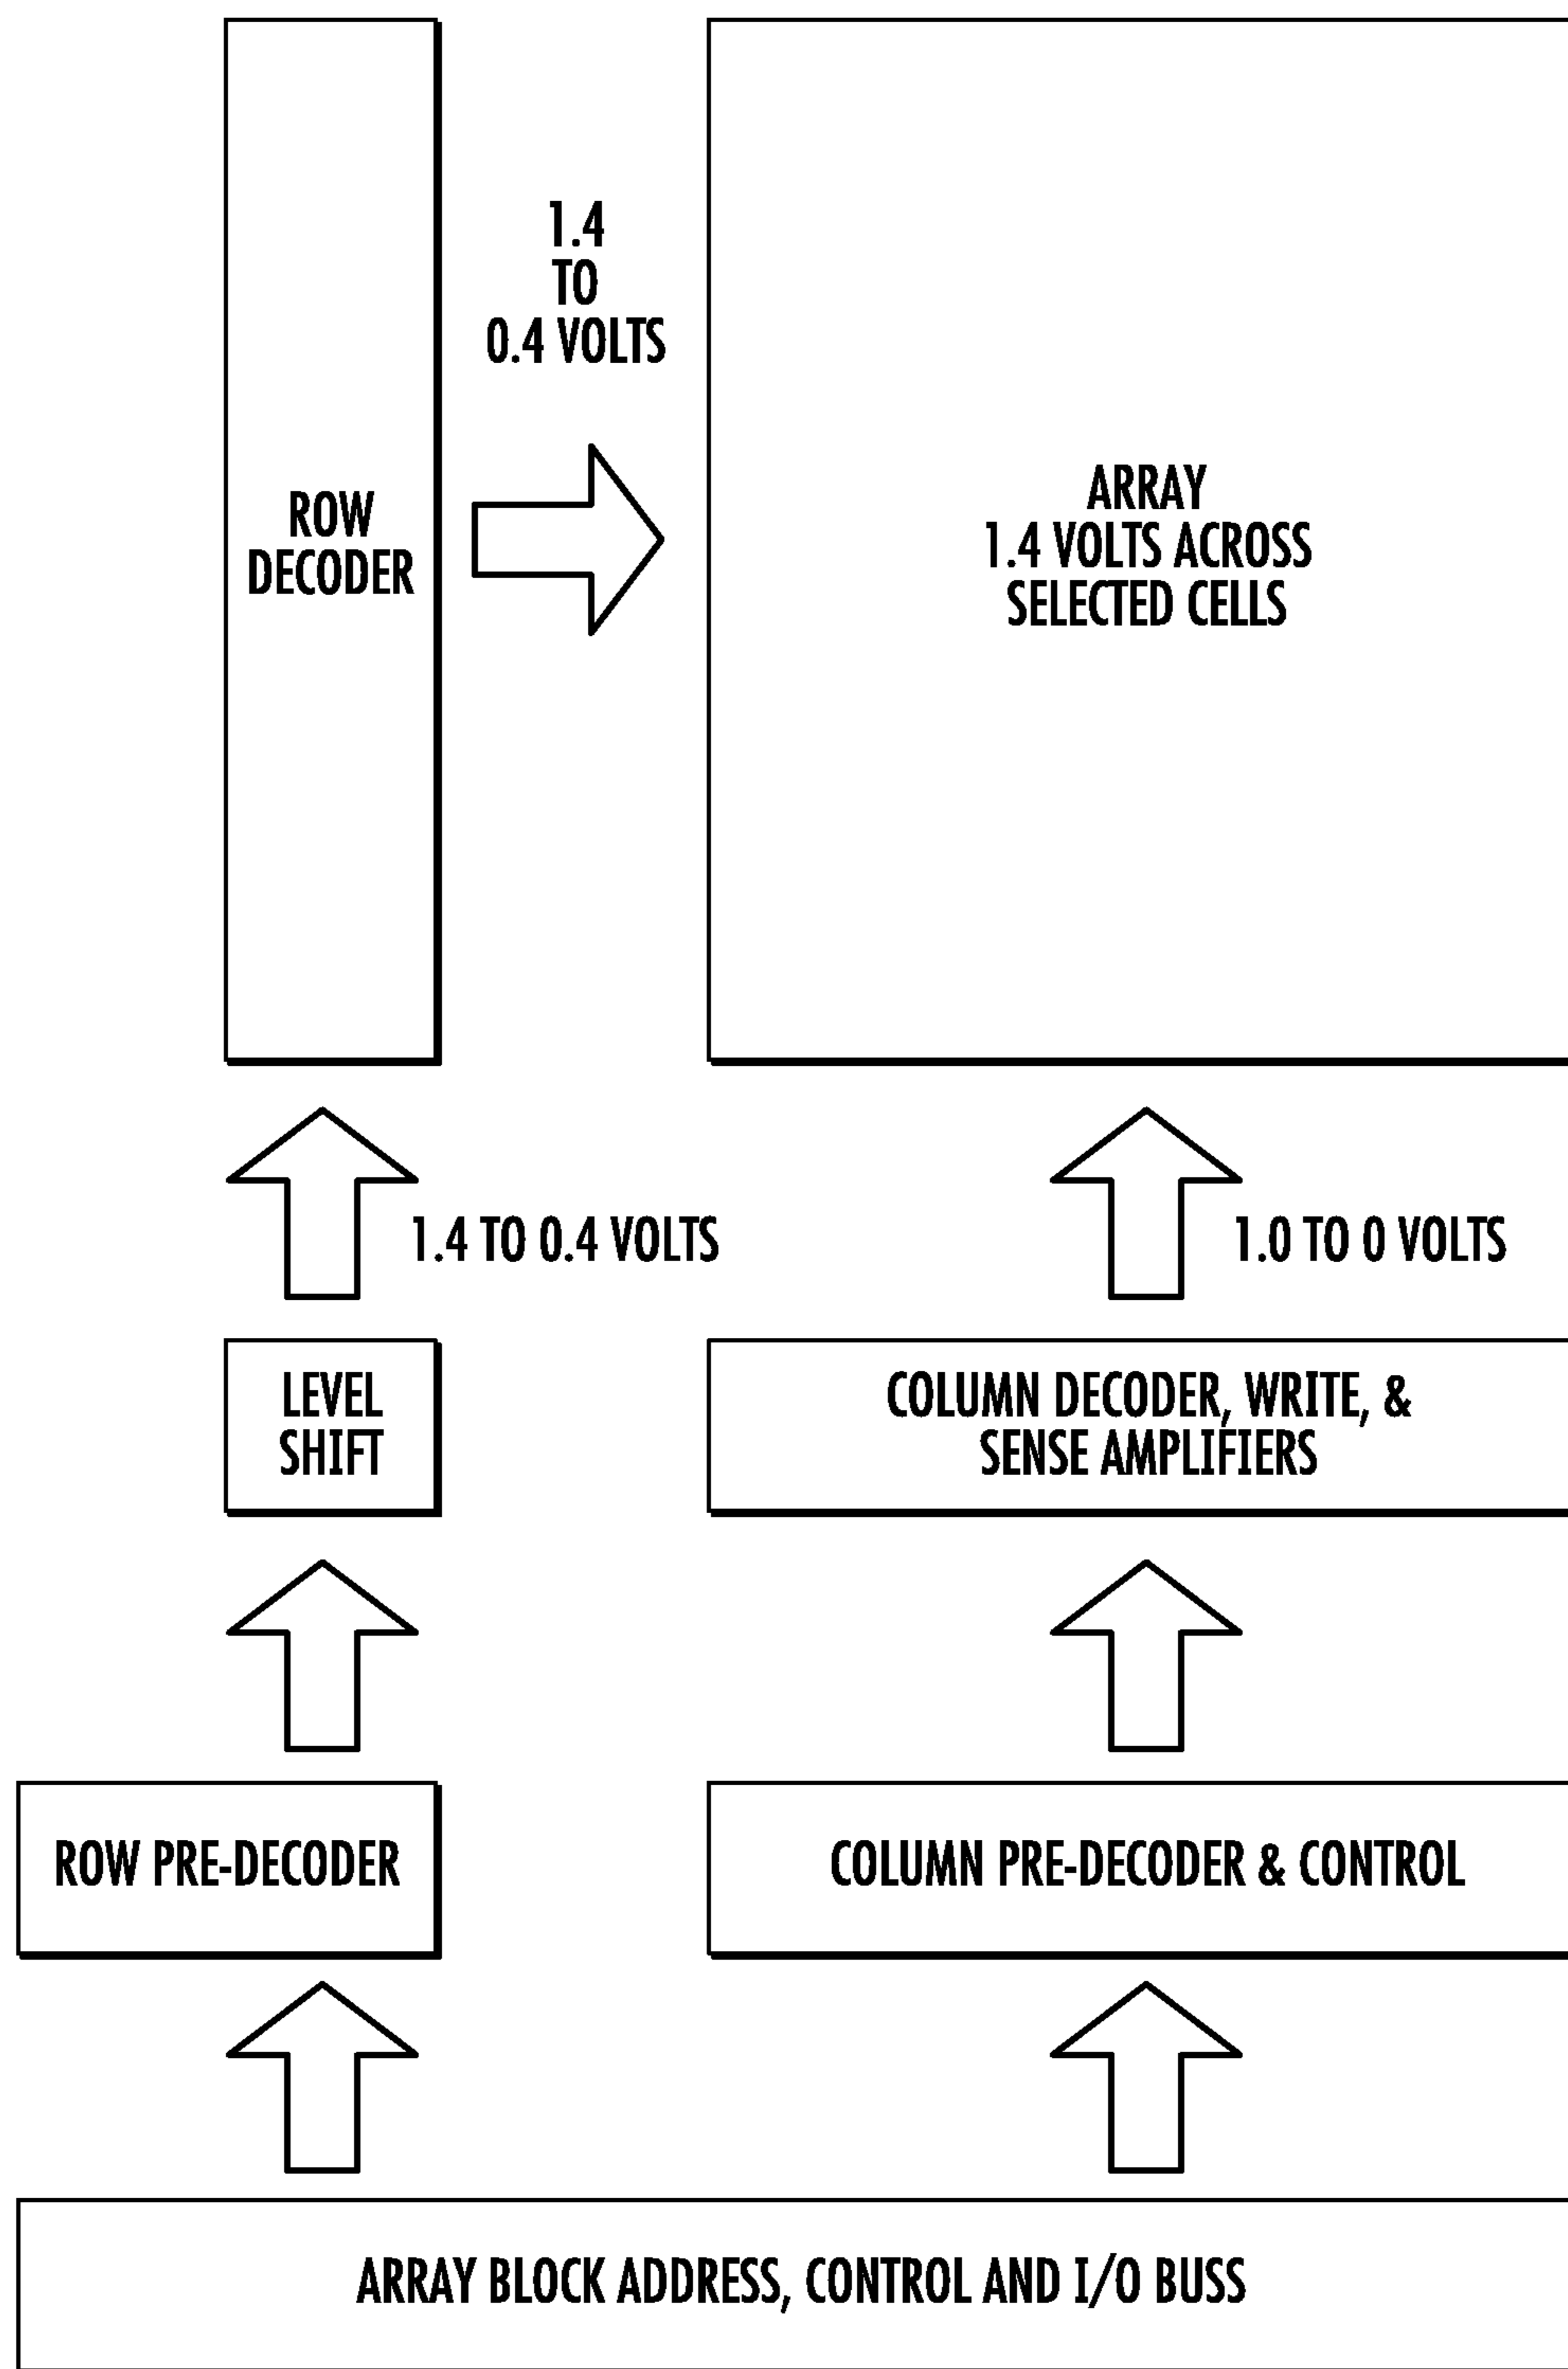 1.4
TO
0.4 VOLTS
ROW
DECODER
ARRAY
1.4 VOLTS ACROSS
SELECTED CELLS
1.4 TO 0.4 VOLTS
1.0 TO 0 VOLTS
LEVEL
SHIFT
COLUMN DECODER, WRITE, &
SENSE AMPLIFIERS
ROW PRE-DECODER
COLUMN PRE-DECODER & CONTROL
ARRAY BLOCK ADDRESS, CONTROL AND I/O BUSS